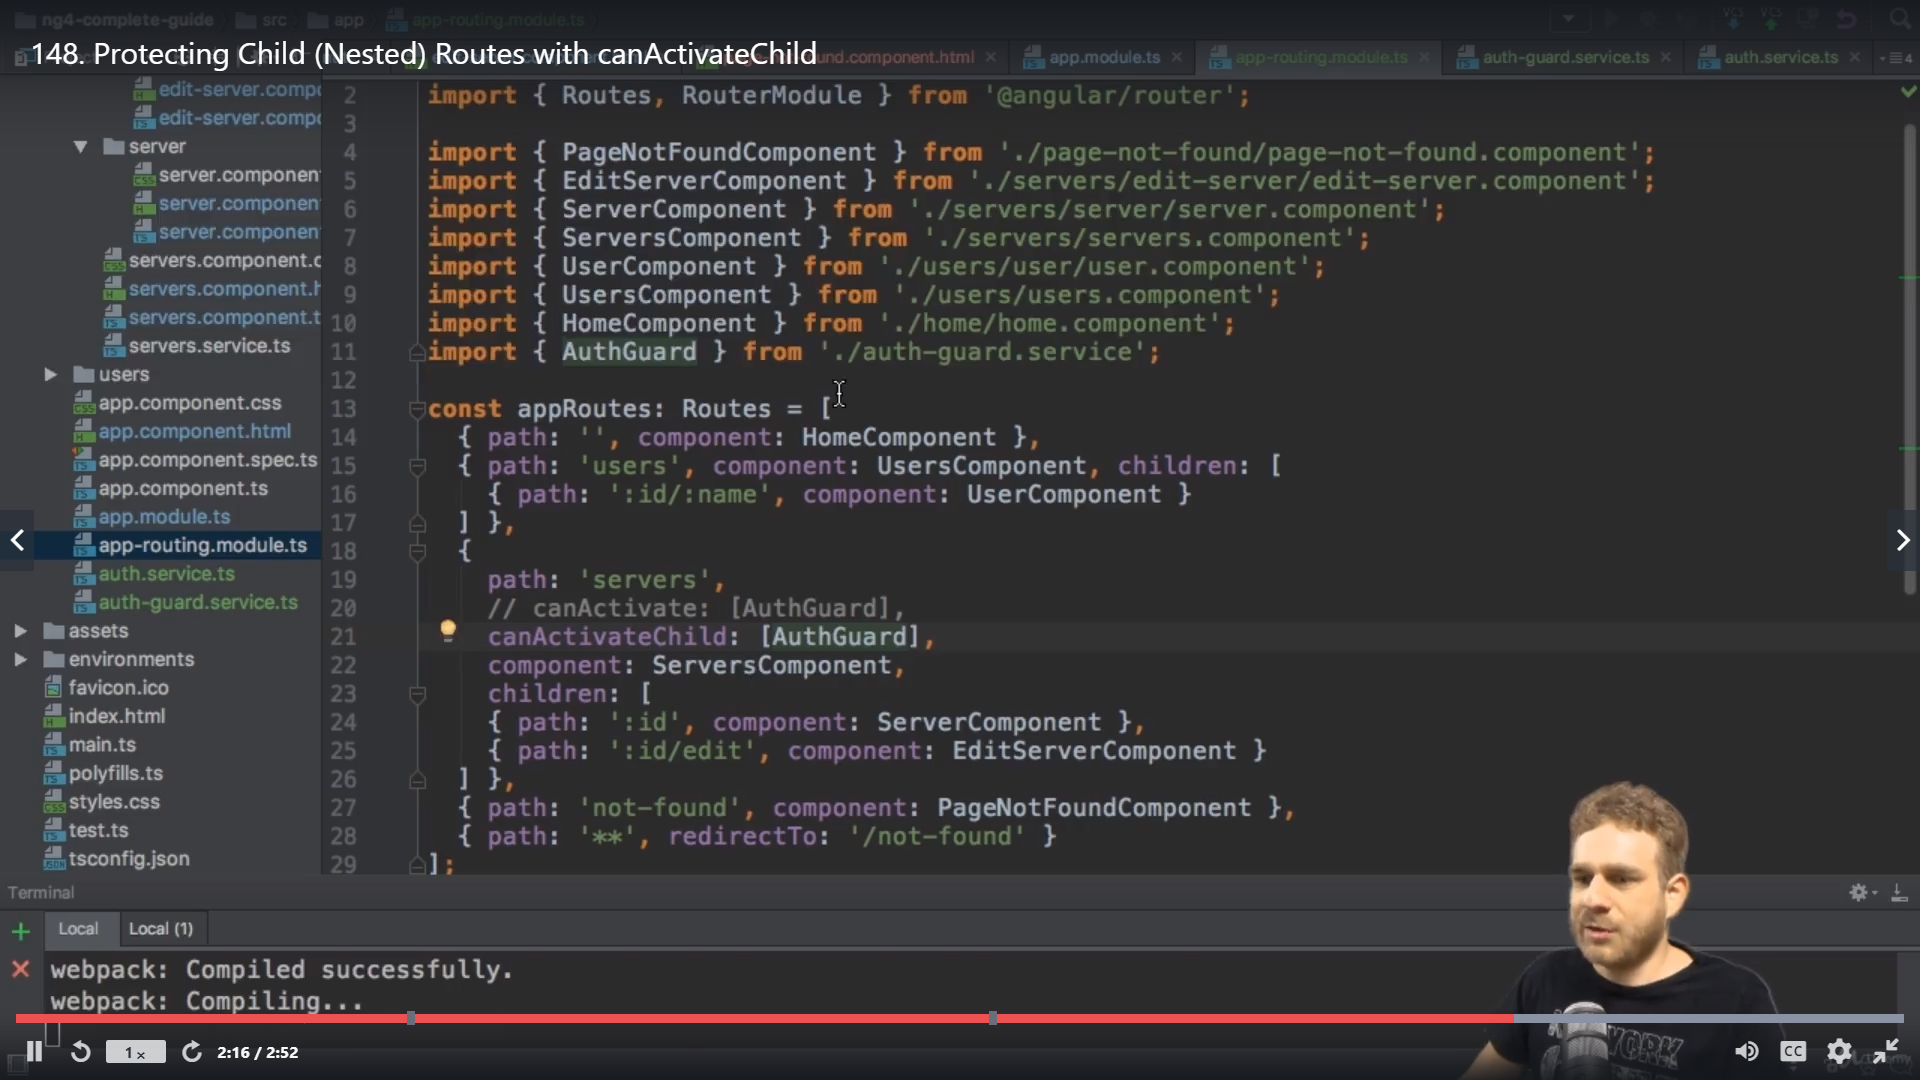 ng4-complete-guide src app app-routing.module.ts
148. Protecting Child (Nested) Routes with canActivateChild
und.component.html app.module.ts app-routing.module.ts auth-guard.service.ts auth.service.ts
edit-server.compo
edit-server.compo
server
server.component
server.component
server.component
servers.component.c
servers.component.h
servers.component.t
servers.service.ts
users
app.component.css
app.component.html
app.component.spec.ts
app.component.ts
app.module.ts
app-routing.module.ts
auth.service.ts
auth-guard.service.ts
assets
environments
favicon.ico
index.html
main.ts
polyfills.ts
styles.css
test.ts
tsconfig.json
2 import { Routes, RouterModule } from '@angular/router';
3
4 import { PageNotFoundComponent } from './page-not-found/page-not-found.component';
5 import { EditServerComponent } from './servers/edit-server/edit-server.component';
6 import { ServerComponent } from './servers/server/server.component';
7 import { ServersComponent } from './servers/servers.component';
8 import { UserComponent } from './users/user/user.component';
9 import { UsersComponent } from './users/users.component';
10 import { HomeComponent } from './home/home.component';
11 import { AuthGuard } from './auth-guard.service';
12
13 const appRoutes: Routes = [
14 { path: '', component: HomeComponent },
15 { path: 'users', component: UsersComponent, children: [
16 { path: ':id/:name', component: UserComponent }
17 ] },
18 {
19 path: 'servers',
20 // canActivate: [AuthGuard],
21 canActivateChild: [AuthGuard],
22 component: ServersComponent,
23 children: [
24 { path: ':id', component: ServerComponent },
25 { path: ':id/edit', component: EditServerComponent }
26 ] },
27 { path: 'not-found', component: PageNotFoundComponent },
28 { path: '**', redirectTo: '/not-found' }
29 ];
Terminal
Local Local (1)
webpack: Compiled successfully.
webpack: Compiling...
1 x 2:16 / 2:52
CC